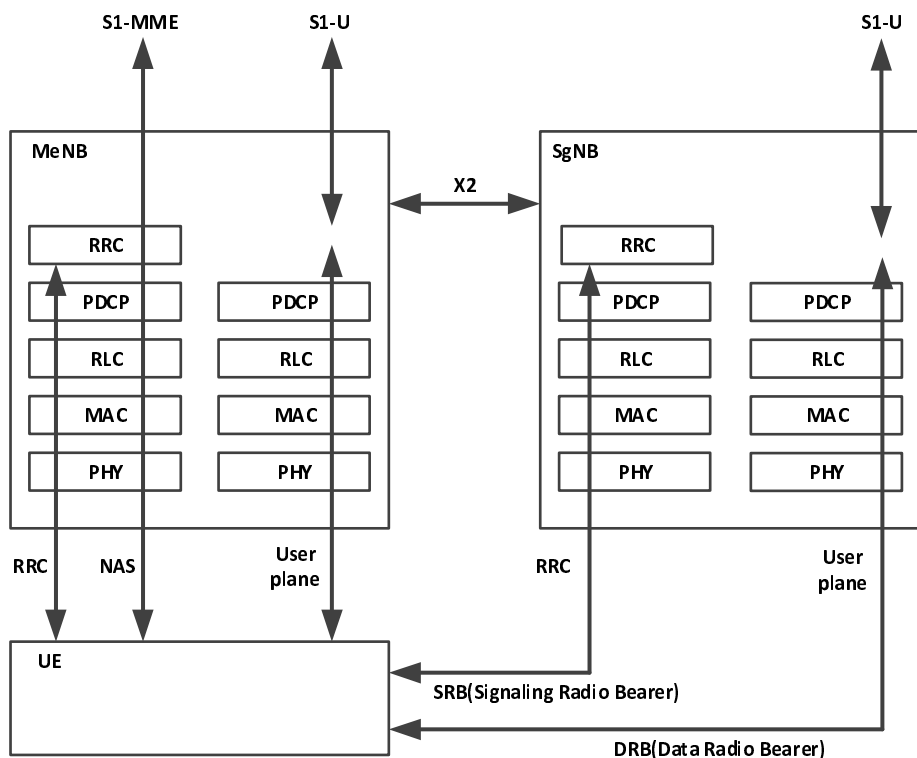 S1-MME
S1-U
S1-U
MeNB
SgNB
X2
RRC
RRC
PDCP
PDCP
PDCP
PDCP
RLC
RLC
RLC
RLC
MAC
MAC
MAC
MAC
PHY
PHY
PHY
PHY
RRC
NAS
User
plane
RRC
User
plane
UE
SRB(Signaling Radio Bearer)
DRB(Data Radio Bearer)